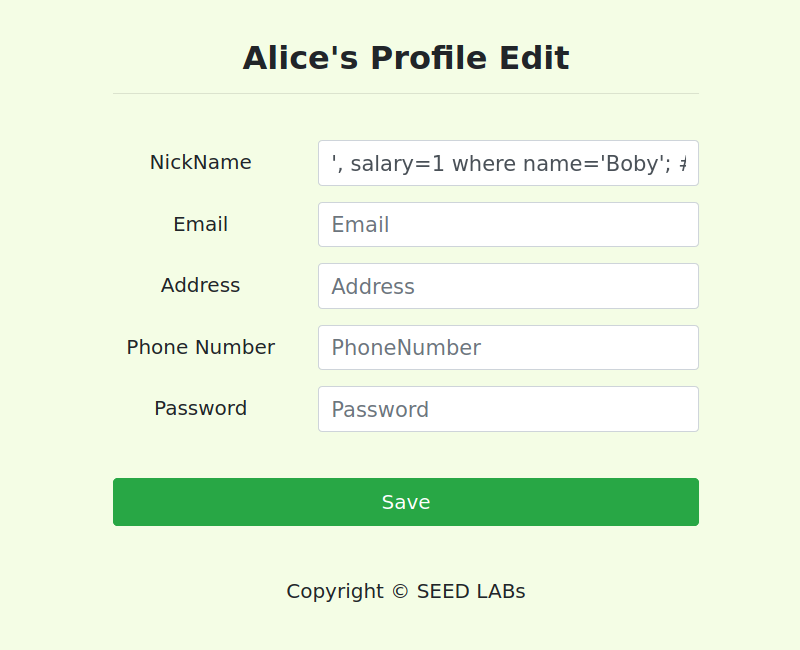 Alice's Profile Edit
NickName
', salary=1 where name='Boby'; #
Email
Email
Address
Address
Phone Number
PhoneNumber
Password
Password
Save
Copyright © SEED LABs